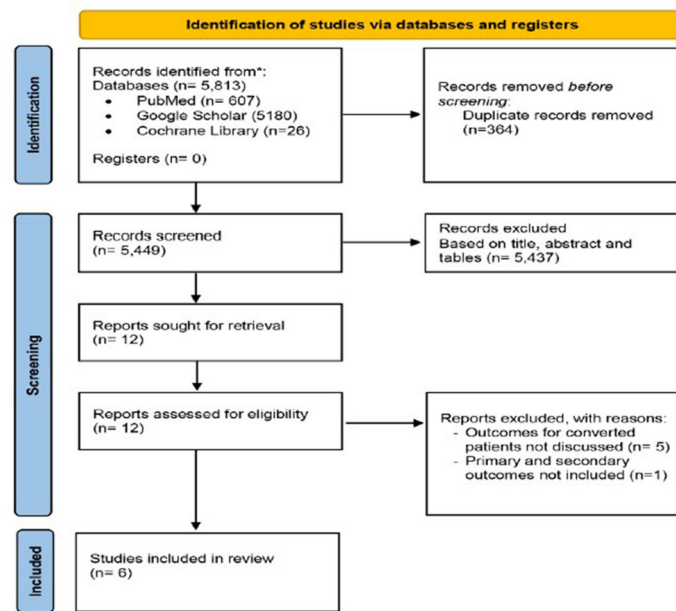 Identification of studies via databases and registers
Identification
Records identified from*:
Databases (n= 5,813)
• PubMed (n= 607)
• Google Scholar (5180)
• Cochrane Library (n=26)
Registers (n= 0)
Records removed before
screening:
Duplicate records removed
(n=364)
Screening
Records screened
(n= 5,449)
Records excluded
Based on title, abstract and
tables (n= 5,437)
Reports sought for retrieval
(n= 12)
Reports assessed for eligibility
(n= 12)
Reports excluded, with reasons:
- Outcomes for converted
patients not discussed (n= 5)
- Primary and secondary
outcomes not included (n=1)
Included
Studies included in review
(n= 6)